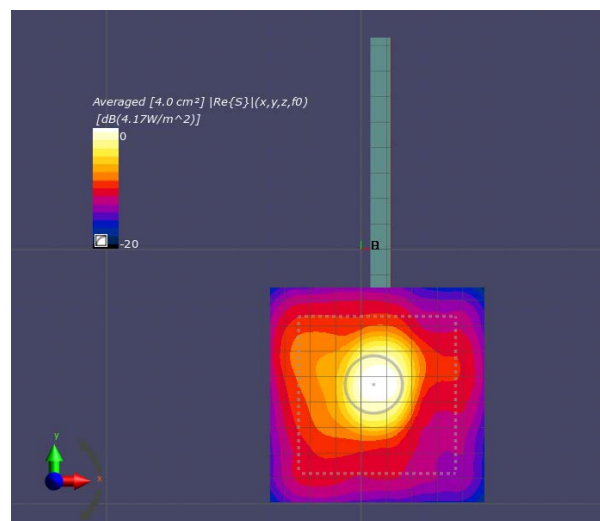 Averaged [4.0 cm²] |Re{S}|(x,y,z,f0)
[dB(4.17W/m^2)]
0
-20
y
x